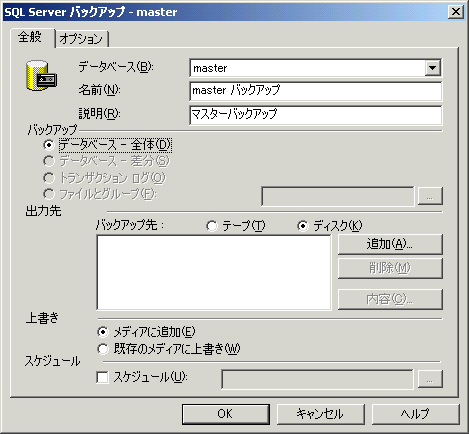 SQL Server バックアップ - master
全般 オプション
データベース(B): master
名前(N): master バックアップ
説明(R): マスターバックアップ
バックアップ
データベース - 全体(D)
データベース - 差分(S)
トランザクション ログ(O)
ファイルとグループ(F): ...
出力先
バックアップ先 : テープ(T) ディスク(K)
追加(A)...
削除(M)
内容(C)...
上書き
メディアに追加(E)
既存のメディアに上書き(W)
スケジュール
スケジュール(U): ...
OK キャンセル ヘルプ